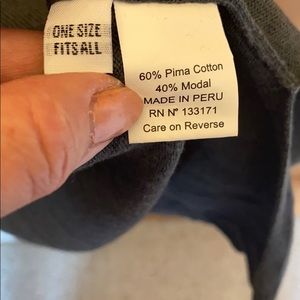 ONE SIZE
FITS ALL
60% Pima Cotton
40% Modal
MADE IN PERU
RN Nº 133171
Care on Reverse